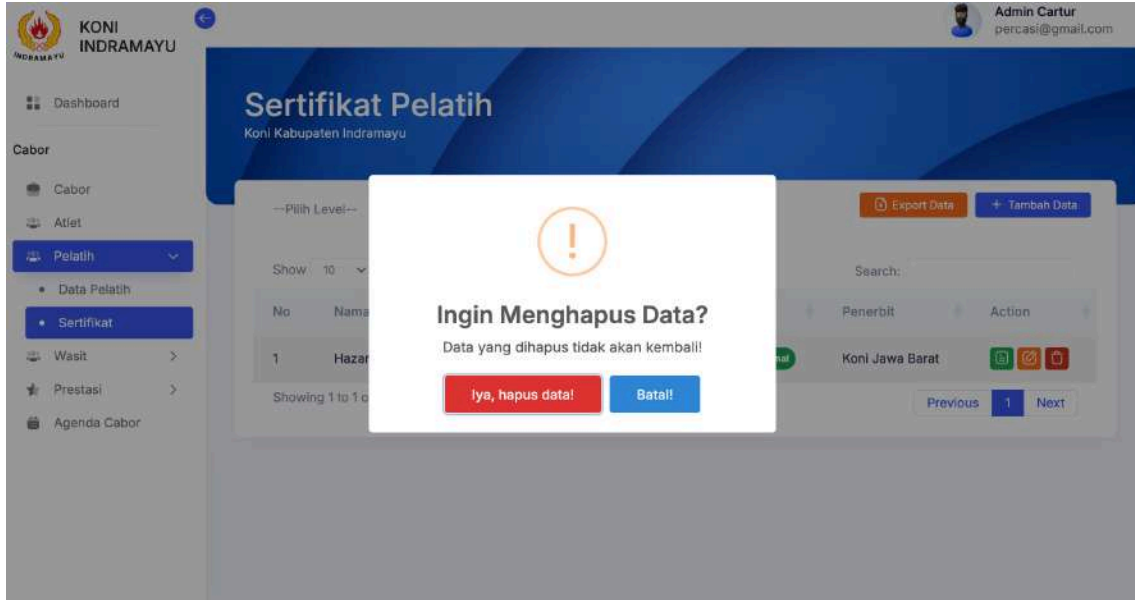 KONI
INDRAMAYU
INDRAMAYU
Admin Cartur
percasi@gmail.com
Dashboard
Cabor
Cabor
Atlet
Pelatih
Data Pelatih
Sertifikat
Wasit
Prestasi
Agenda Cabor
Sertifikat Pelatih
Koni Kabupaten Indramayu
---Pilih Level---
Export Data
+ Tambah Data
Show 10
Search:
No Nama Penerbit Action
1 Hazar Koni Jawa Barat
Showing 1 to 1 o
Previous 1 Next
!
Ingin Menghapus Data?
Data yang dihapus tidak akan kembali!
Iya, hapus data!
Batal!